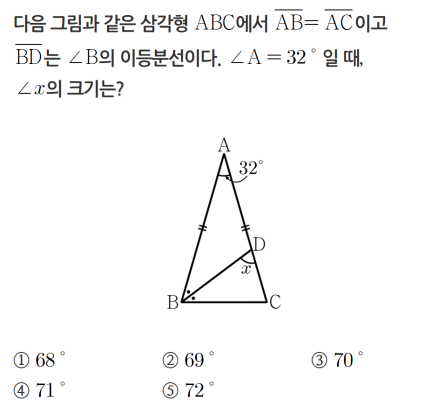 다음 그림과 같은 삼각형 ABC에서 AB= AC이고
BD는 ∠B의 이등분선이다. ∠A = 32° 일 때,
∠x의 크기는?
A
32°
D
x
B
C
① 68° ② 69° ③ 70°
④ 71° ⑤ 72°